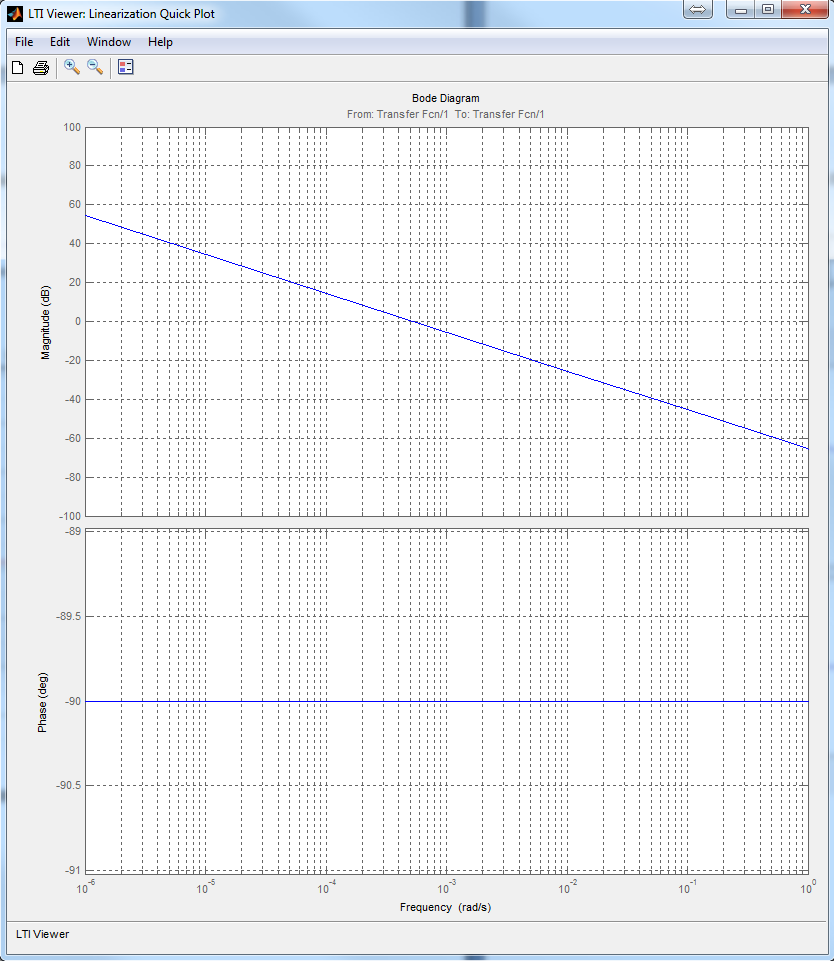 LTI Viewer: Linearization Quick Plot
File Edit Window Help
Bode Diagram
From: Transfer Fcn/1 To: Transfer Fcn/1
Magnitude (dB)
100
80
60
40
20
0
-20
-40
-60
-80
-100
Phase (deg)
-89
-89.5
-90
-90.5
-91
10^-6 10^-5 10^-4 10^-3 10^-2 10^-1 10^0
Frequency (rad/s)
LTI Viewer